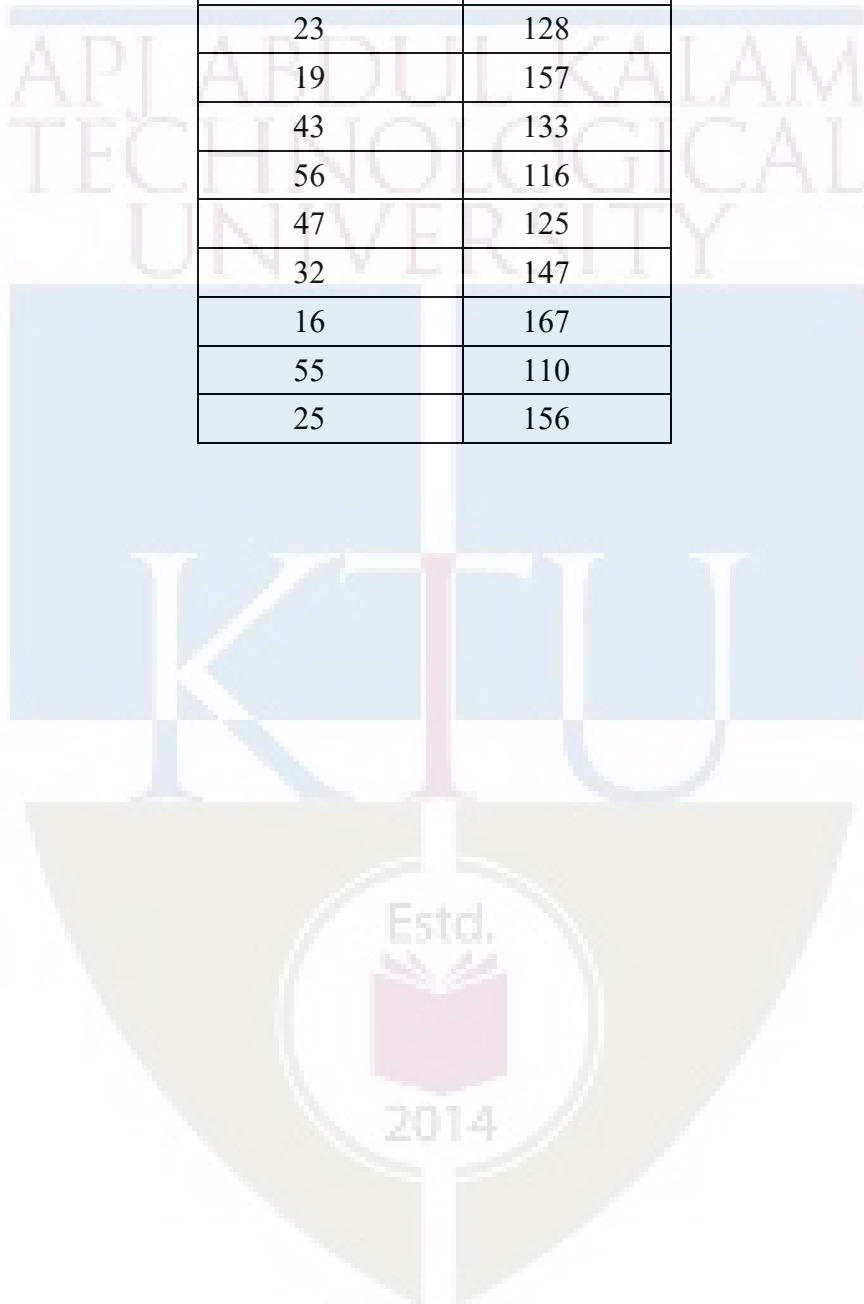 APJ ABDUL KALAM
TECHNOLOGICAL
UNIVERSITY
23 128
19 157
43 133
56 116
47 125
32 147
16 167
55 110
25 156
KTU
Estd.
2014